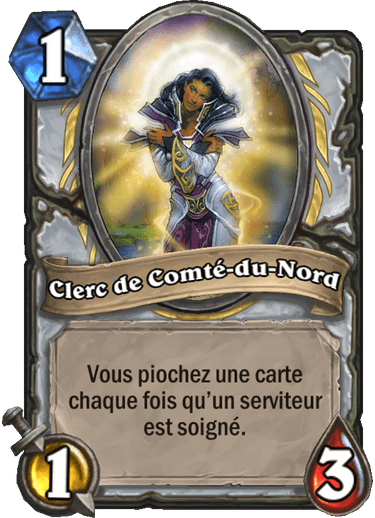 1
Clerc de Comté-du-Nord
Vous piochez une carte
chaque fois qu'un serviteur
est soigné.
1
3